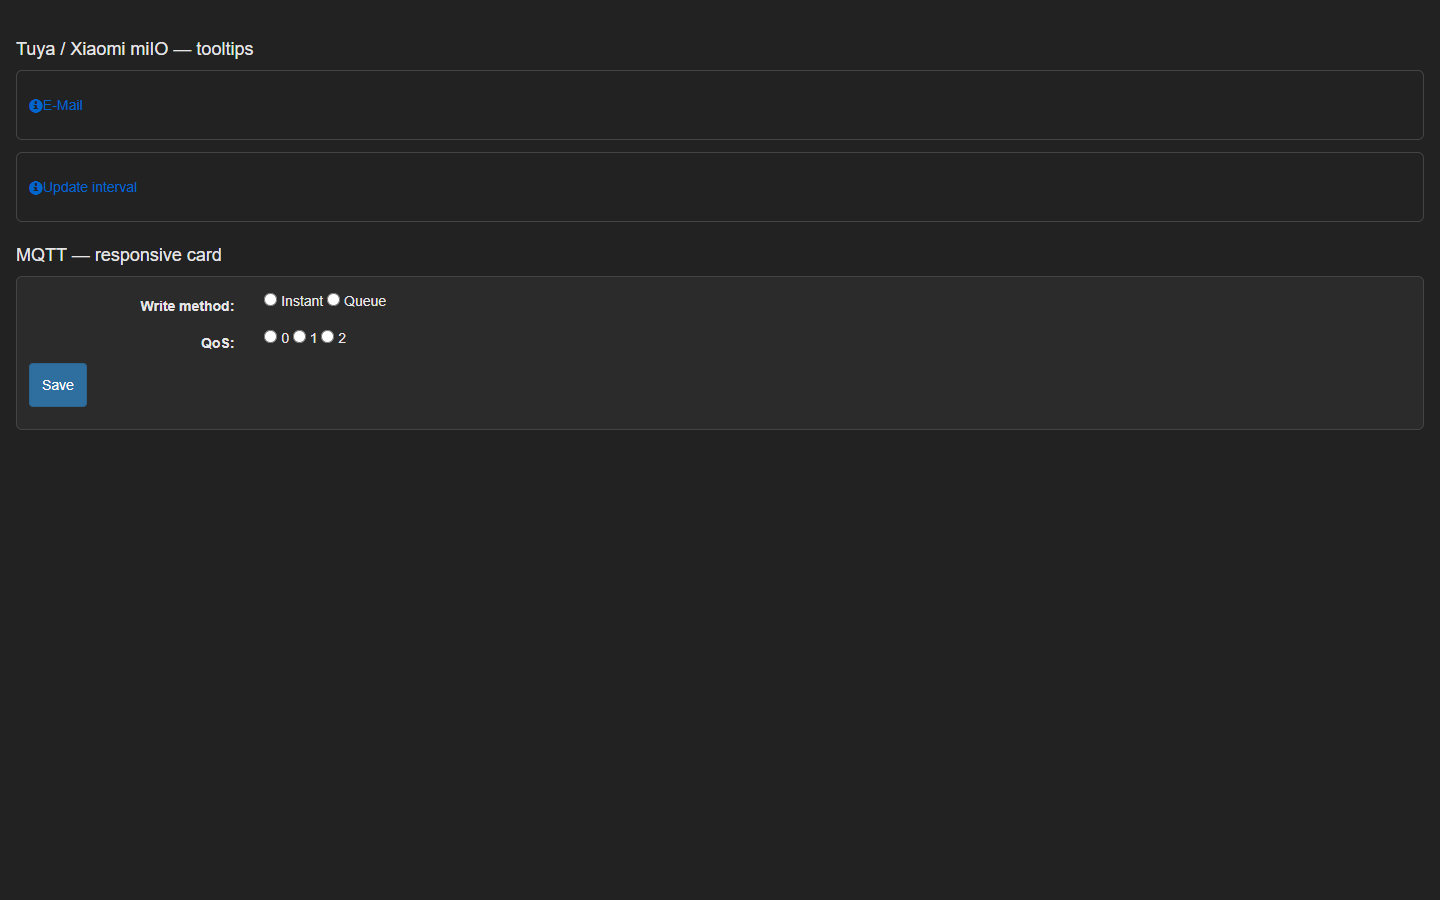 Tuya / Xiaomi miIO — tooltips
E-Mail
Update interval
MQTT — responsive card
Write method: Instant Queue
QoS: 0 1 2
Save